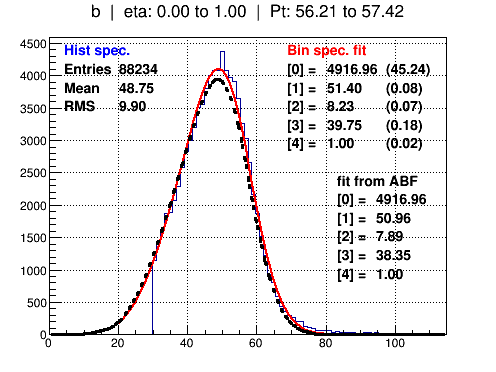 b | eta: 0.00 to 1.00 | Pt: 56.21 to 57.42
Hist spec.
Entries 88234
Mean 48.75
RMS 9.90
Bin spec. fit
[0] = 4916.96 (45.24)
[1] = 51.40 (0.08)
[2] = 8.23 (0.07)
[3] = 39.75 (0.18)
[4] = 1.00 (0.02)
fit from ABF
[0] = 4916.96
[1] = 50.96
[2] = 7.89
[3] = 38.35
[4] = 1.00
4500
4000
3500
3000
2500
2000
1500
1000
500
0
0 20 40 60 80 100